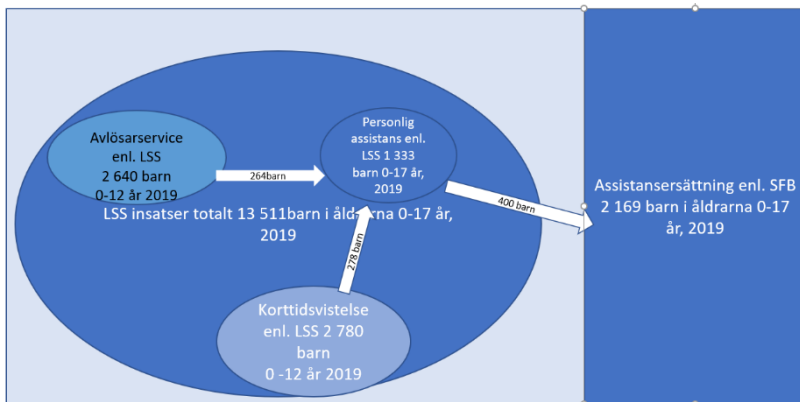 Avlösarservice
enl. LSS
2 640 barn
0-12 år 2019
264barn
Personlig
assistans enl.
LSS 1 333
barn 0-17 år,
2019
400 barn
LSS insatser totalt 13 511barn i åldrarna 0-17 år,
2019
278 barn
Korttidsvistelse
enl. LSS 2 780
barn
0 -12 år 2019
Assistansersättning enl. SFB
2 169 barn i åldrarna 0-17
år, 2019